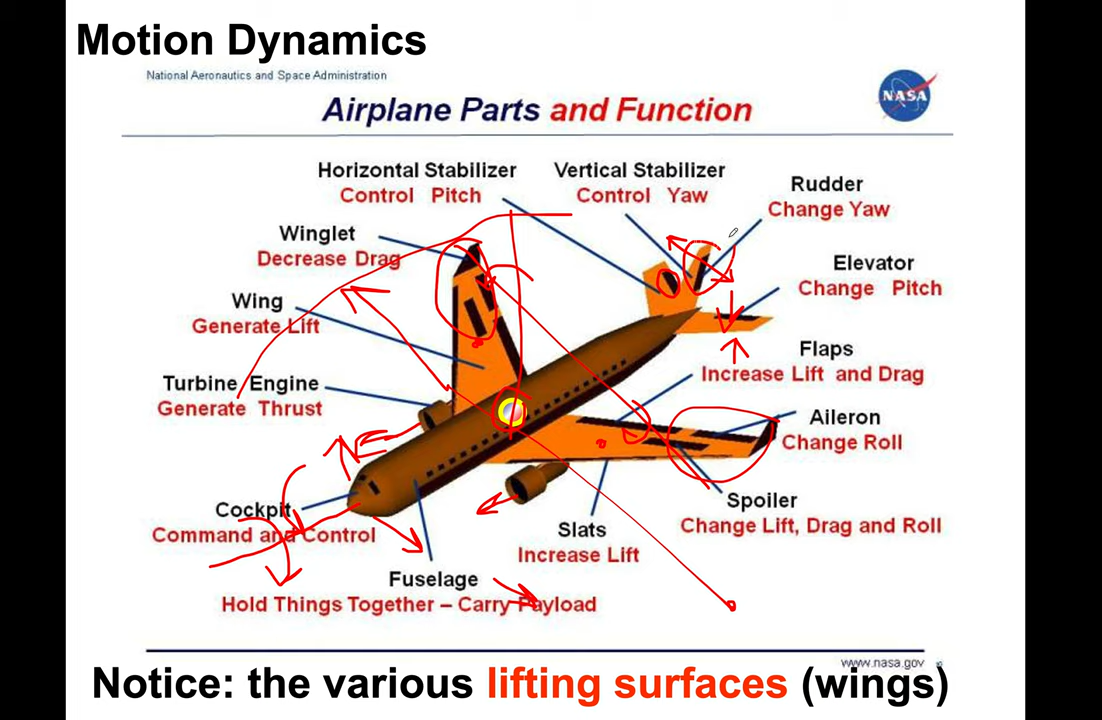 Motion Dynamics
National Aeronautics and Space Administration
NASA
Airplane Parts and Function
Horizontal Stabilizer
Control Pitch
Vertical Stabilizer
Control Yaw
Rudder
Change Yaw
Winglet
Decrease Drag
Elevator
Change Pitch
Wing
Generate Lift
Flaps
Increase Lift and Drag
Turbine Engine
Generate Thrust
Aileron
Change Roll
Cockpit
Command and Control
Spoiler
Change Lift, Drag and Roll
Slats
Increase Lift
Fuselage
Hold Things Together – Carry Payload
www.nasa.gov
Notice: the various lifting surfaces (wings)